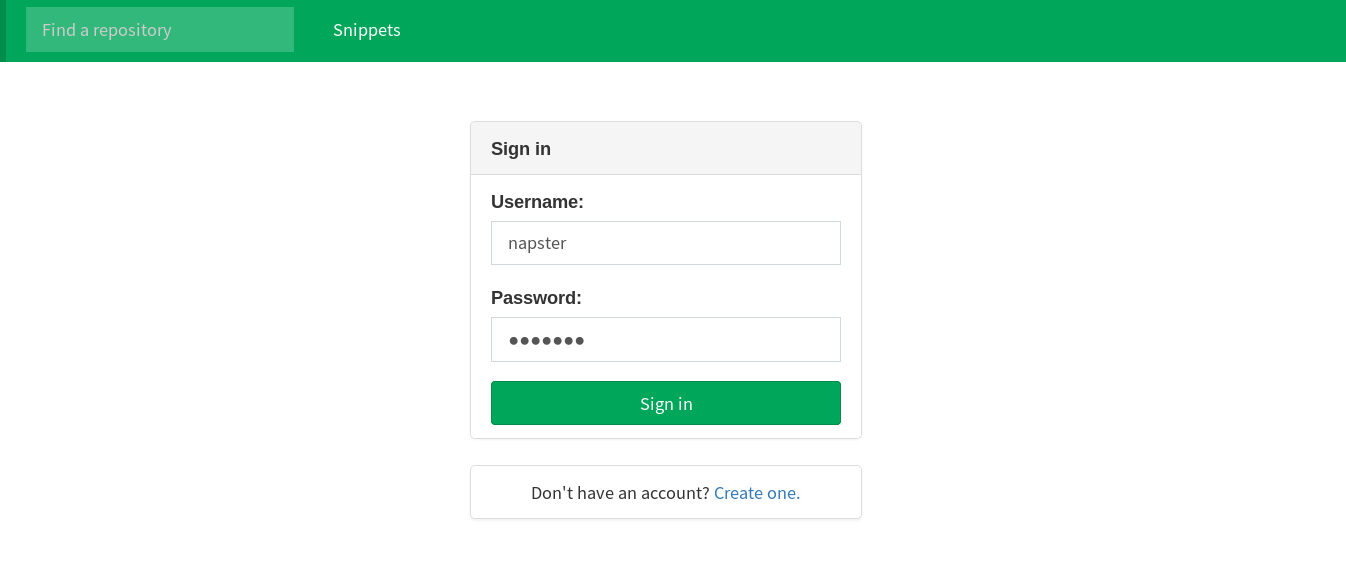 Find a repository
Snippets
Sign in
Username:
napster
Password:
●●●●●●●
Sign in
Don't have an account? Create one.